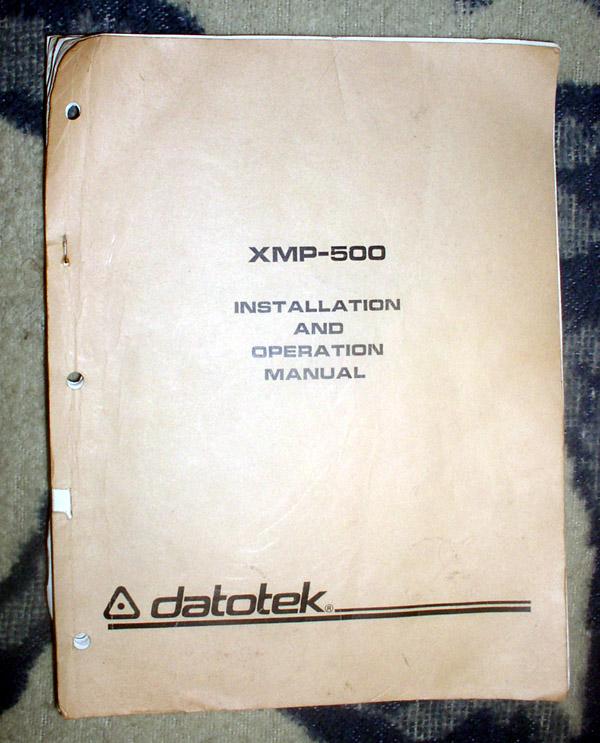 XMP-500
INSTALLATION
AND
OPERATION
MANUAL
datotek®